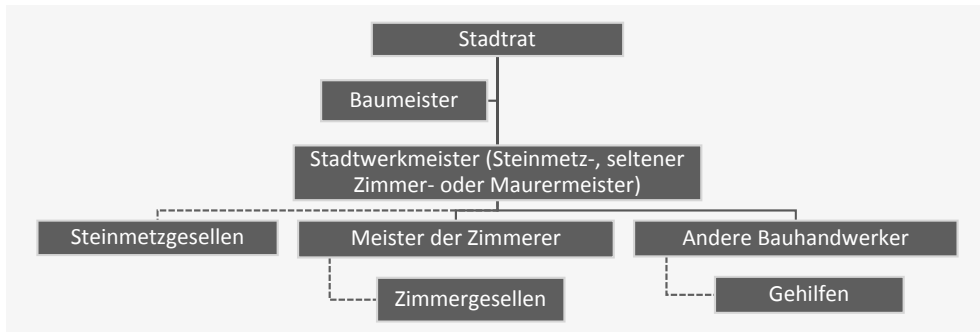 Stadtrat
Baumeister
Stadtwerkmeister (Steinmetz-, seltener
Zimmer- oder Maurermeister)
Steinmetzgesellen
Meister der Zimmerer
Andere Bauhandwerker
Zimmergesellen
Gehilfen